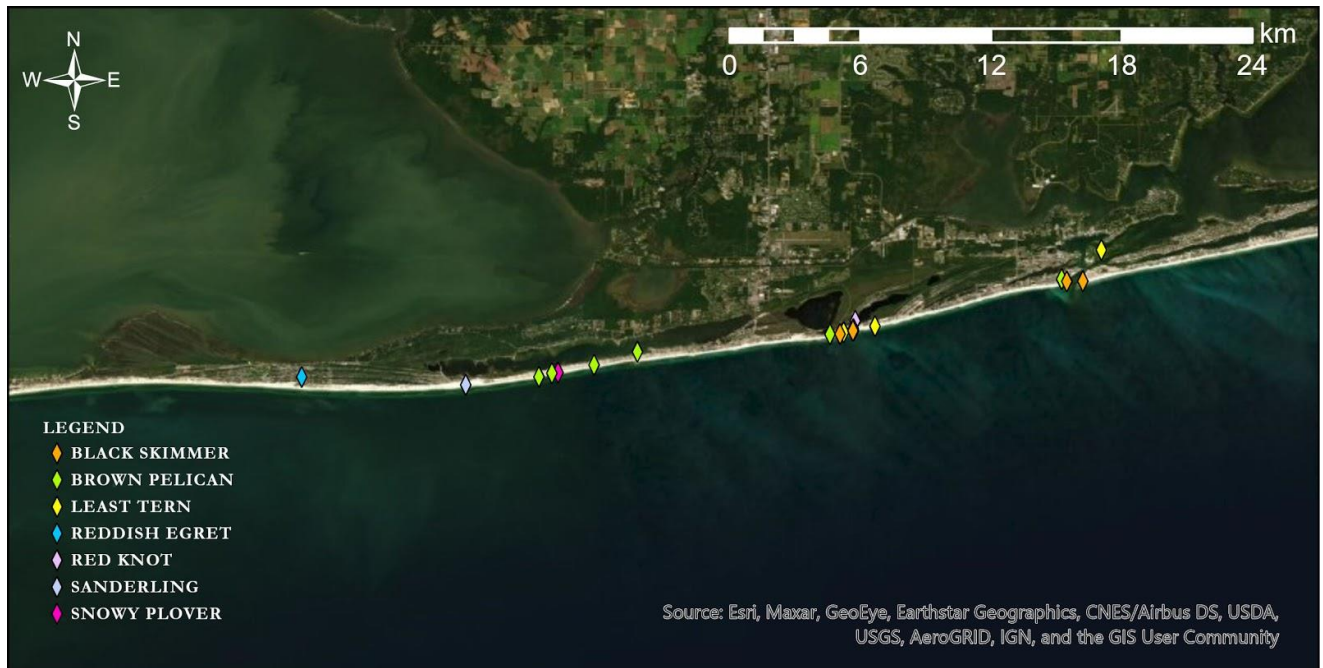 N
W E
S
km
0 6 12 18 24
LEGEND
BLACK SKIMMER
BROWN PELICAN
LEAST TERN
REDDISH EGRET
RED KNOT
SANDERLING
SNOWY PLOVER
Source: Esri, Maxar, GeoEye, Earthstar Geographics, CNES/Airbus DS, USDA,
USGS, AeroGRID, IGN, and the GIS User Community